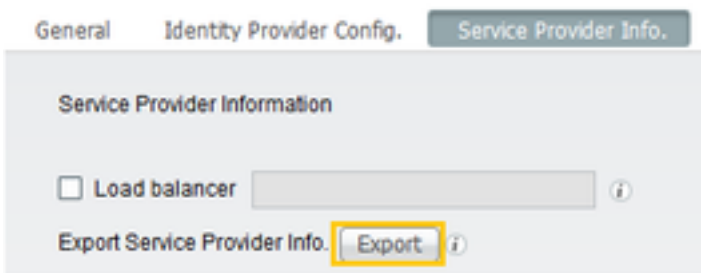 General Identity Provider Config. Service Provider Info.
Service Provider Information
Load balancer
Export Service Provider Info. Export